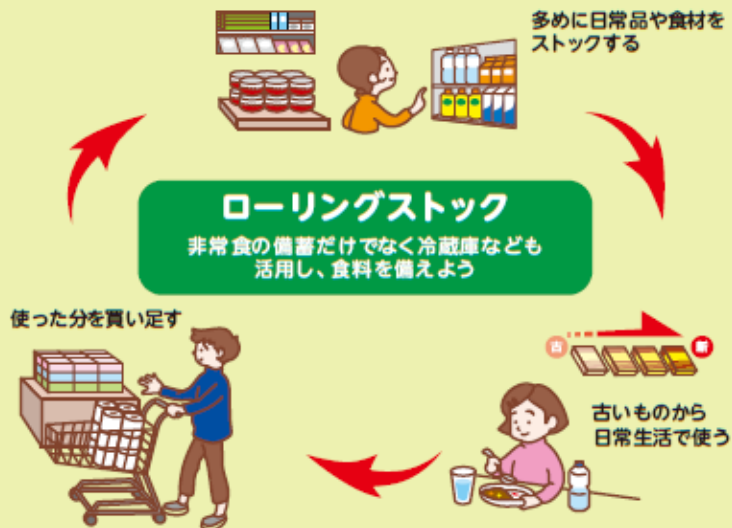 多めに日常品や食材を
ストックする
ローリングストック
非常食の備蓄だけでなく冷蔵庫なども
活用し、食料を備えよう
使った分を買い足す
古
新
古いものから
日常生活で使う